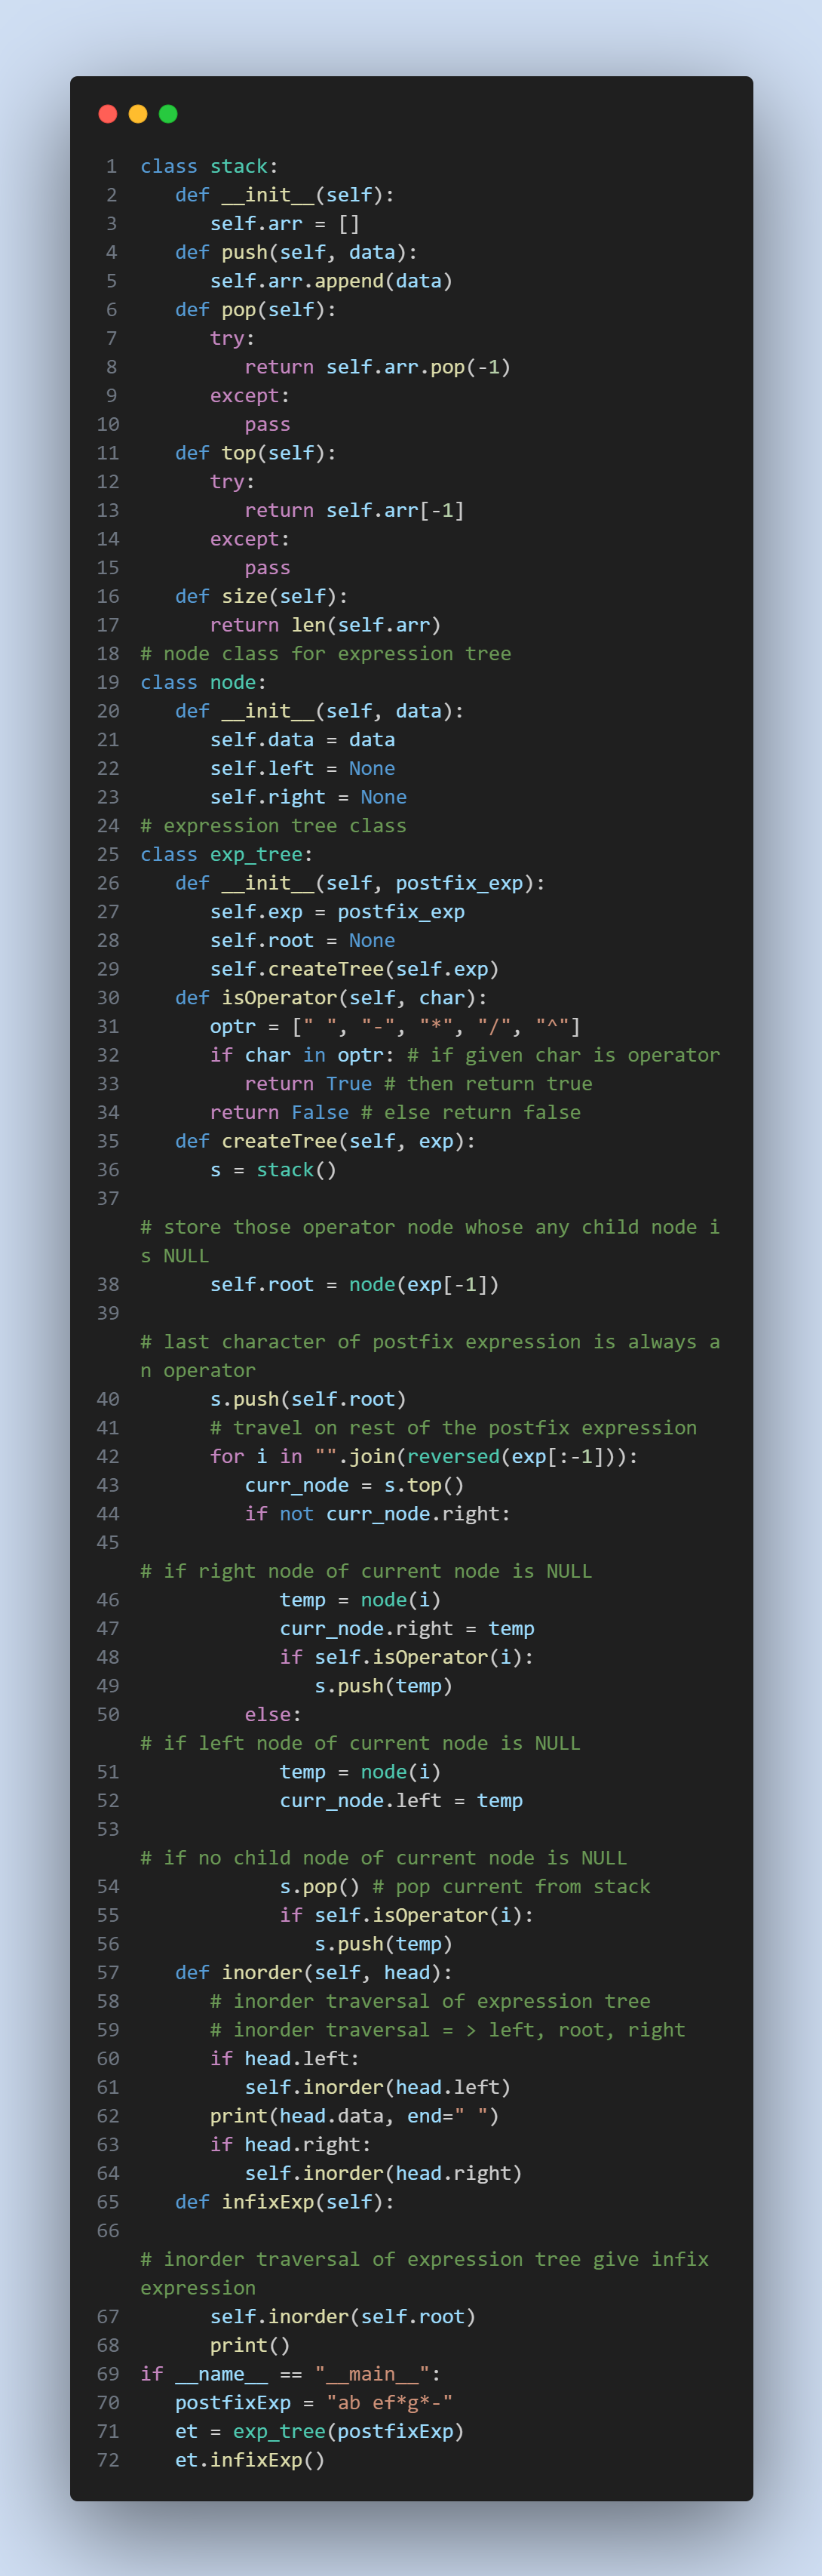 1 class stack:
2    def __init__(self):
3       self.arr = []
4    def push(self, data):
5       self.arr.append(data)
6    def pop(self):
7       try:
8          return self.arr.pop(-1)
9       except:
10          pass
11    def top(self):
12       try:
13          return self.arr[-1]
14       except:
15          pass
16    def size(self):
17       return len(self.arr)
18 # node class for expression tree
19 class node:
20    def __init__(self, data):
21       self.data = data
22       self.left = None
23       self.right = None
24 # expression tree class
25 class exp_tree:
26    def __init__(self, postfix_exp):
27       self.exp = postfix_exp
28       self.root = None
29       self.createTree(self.exp)
30    def isOperator(self, char):
31       optr = [" ", "-", "*", "/", "^"]
32       if char in optr: # if given char is operator
33          return True # then return true
34       return False # else return false
35    def createTree(self, exp):
36       s = stack()
37
# store those operator node whose any child node i
s NULL
38       self.root = node(exp[-1])
39
# last character of postfix expression is always a
n operator
40       s.push(self.root)
41       # travel on rest of the postfix expression
42       for i in "".join(reversed(exp[:-1])):
43          curr_node = s.top()
44          if not curr_node.right:
45
# if right node of current node is NULL
46             temp = node(i)
47             curr_node.right = temp
48             if self.isOperator(i):
49                s.push(temp)
50          else:
# if left node of current node is NULL
51             temp = node(i)
52             curr_node.left = temp
53
# if no child node of current node is NULL
54             s.pop() # pop current from stack
55             if self.isOperator(i):
56                s.push(temp)
57    def inorder(self, head):
58       # inorder traversal of expression tree
59       # inorder traversal = > left, root, right
60       if head.left:
61          self.inorder(head.left)
62       print(head.data, end=" ")
63       if head.right:
64          self.inorder(head.right)
65    def infixExp(self):
66
# inorder traversal of expression tree give infix
expression
67       self.inorder(self.root)
68       print()
69 if __name__ == "__main__":
70    postfixExp = "ab ef*g*-"
71    et = exp_tree(postfixExp)
72    et.infixExp()